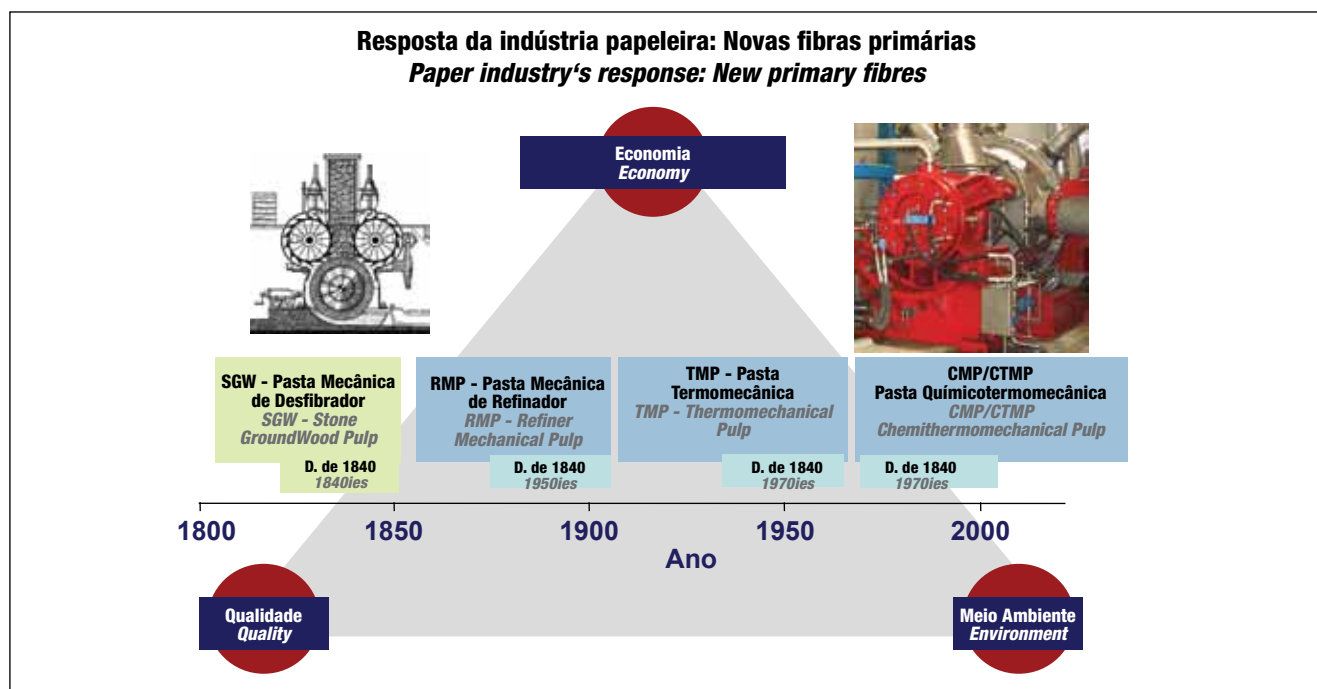 Resposta da indústria papeleira: Novas fibras primárias
Paper industry‘s response: New primary fibres
Economia
Economy
SGW - Pasta Mecânica
de Desfibrador
SGW - Stone
GroundWood Pulp
D. de 1840
1840ies
RMP - Pasta Mecânica
de Refinador
RMP - Refiner
Mechanical Pulp
D. de 1840
1950ies
TMP - Pasta
Termomecânica
TMP - Thermomechanical
Pulp
D. de 1840
1970ies
CMP/CTMP
Pasta Químicotermomecânica
CMP/CTMP
Chemithermomechanical Pulp
D. de 1840
1970ies
1800 1850 1900 1950 2000
Ano
Qualidade
Quality
Meio Ambiente
Environment